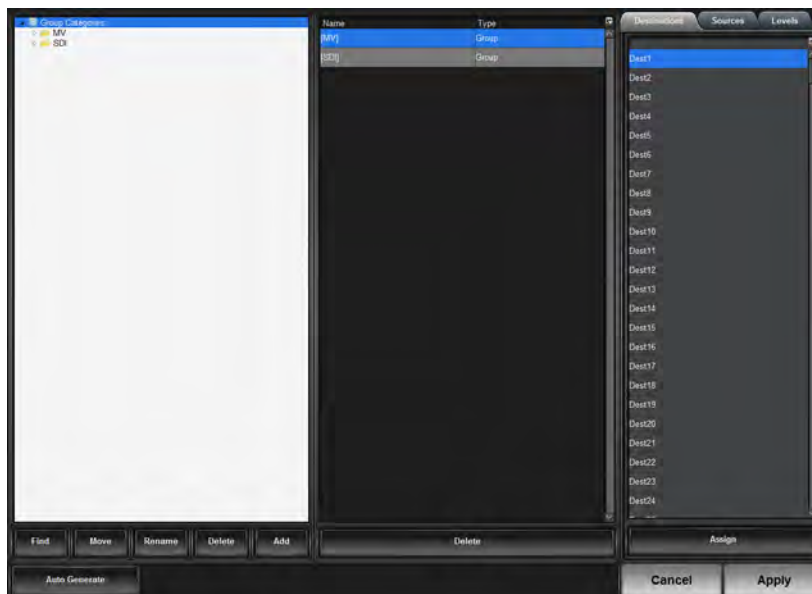 Group Categories
MV
SDI
Find Move Rename Delete Add
Auto Generate
Name Type
[MV] Group
[SDI] Group
Delete
Destinations Sources Levels
Dest1
Dest2
Dest3
Dest4
Dest5
Dest6
Dest7
Dest8
Dest9
Dest10
Dest11
Dest12
Dest13
Dest14
Dest15
Dest16
Dest17
Dest18
Dest19
Dest20
Dest21
Dest22
Dest23
Dest24
Assign
Cancel Apply